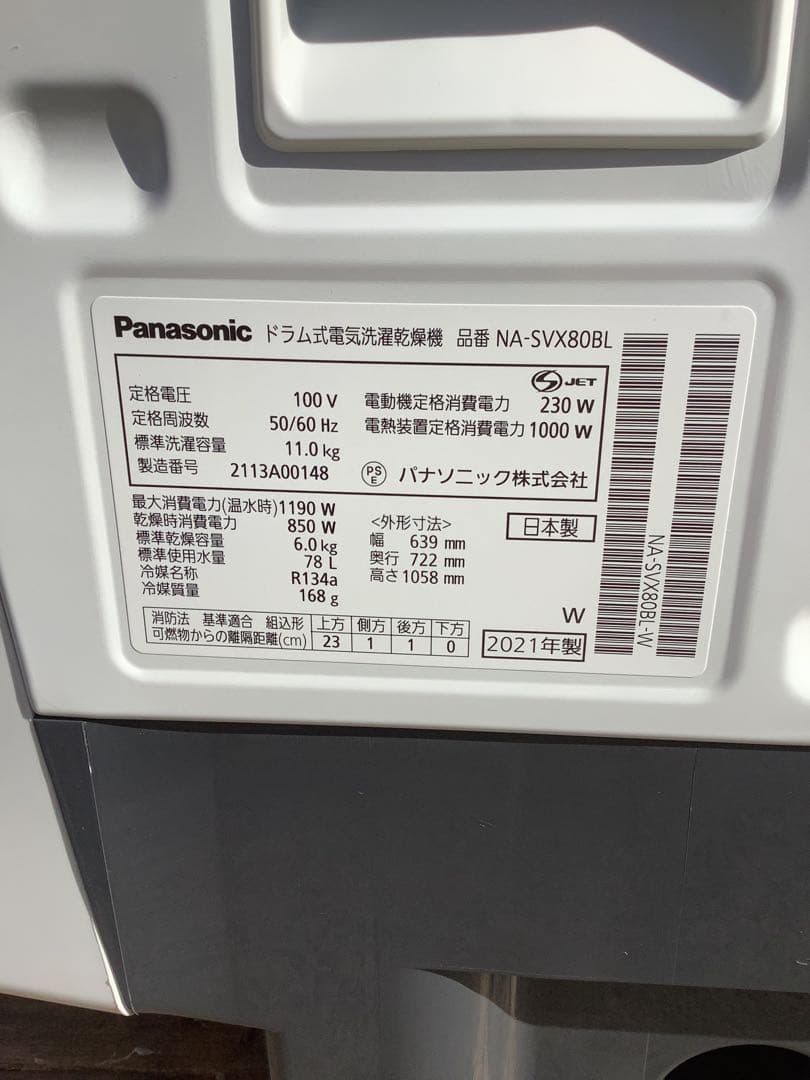 Panasonic ドラム式電気洗濯乾燥機 品番 NA-SVX80BL
S JET
定格電圧 100 V 電動機定格消費電力 230 W
定格周波数 50/60 Hz 電熱装置定格消費電力 1000 W
標準洗濯容量 11.0 kg
製造番号 2113A00148 PSE パナソニック株式会社
最大消費電力(温水時) 1190 W
乾燥時消費電力 850 W <外形寸法> 日本製
標準乾燥容量 6.0 kg 幅 639 mm
標準使用水量 78 L 奥行 722 mm
冷媒名称 R134a 高さ 1058 mm
冷媒質量 168 g
消防法 基準適合 組込形 上方 側方 後方 下方 W
可燃物からの離隔距離(cm) 23 1 1 0 2021年製
NA-SVX80BL-W